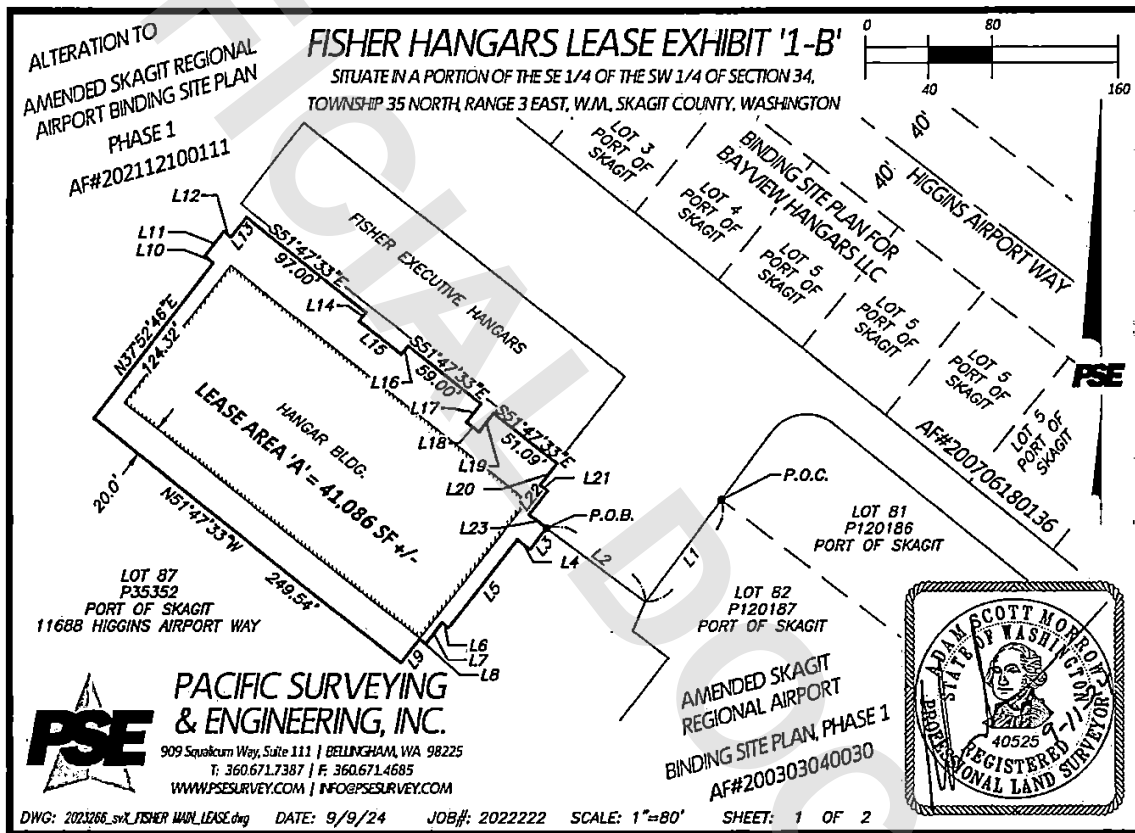 ALTERATION TO
AMENDED SKAGIT REGIONAL
AIRPORT BINDING SITE PLAN
PHASE 1
AF#202112100111
FISHER HANGARS LEASE EXHIBIT '1-B'
SITUATE IN A PORTION OF THE SE 1/4 OF THE SW 1/4 OF SECTION 34,
TOWNSHIP 35 NORTH, RANGE 3 EAST, W.M., SKAGIT COUNTY, WASHINGTON
0
80
40
160
40'
40'
HIGGINS AIRPORT WAY
BINDING SITE PLAN FOR
BAYVIEW HANGARS LLC
AF#200706180136
LOT 3
PORT OF
SKAGIT
LOT 4
PORT OF
SKAGIT
LOT 5
PORT OF
SKAGIT
LOT 5
PORT OF
SKAGIT
LOT 5
PORT OF
SKAGIT
LOT 5
PORT OF
SKAGIT
PSE
L12
L11
L10
L13
S51°47'33"E
97.00'
FISHER EXECUTIVE HANGARS
L14
L15
L16
S51°47'33"E
59.00'
L17
L18
L19
S51°47'33"E
51.09'
L20
L21
L22
L23
P.O.B.
L3
L4
L2
L1
P.O.C.
L5
L6
L7
L8
L9
N37°52'46"E
124.32'
HANGAR BLDG.
LEASE AREA 'A' = 41,086 SF +/-
20.0'
N51°47'33"W
249.54'
LOT 87
P35352
PORT OF SKAGIT
11688 HIGGINS AIRPORT WAY
LOT 81
P120186
PORT OF SKAGIT
LOT 82
P120187
PORT OF SKAGIT
AMENDED SKAGIT
REGIONAL AIRPORT
BINDING SITE PLAN, PHASE 1
AF#200303040030
ADAM SCOTT MORROW
STATE OF WASHINGTON
40525
REGISTERED
PROFESSIONAL LAND SURVEYOR
PSE
PACIFIC SURVEYING
& ENGINEERING, INC.
909 Squalicum Way, Suite 111 | BELLINGHAM, WA 98225
T: 360.671.7387 | F: 360.671.4685
WWW.PSESURVEY.COM | INFO@PSESURVEY.COM
DWG: 2023266_svX_FISHER MAIN_LEASE.dwg DATE: 9/9/24 JOB#: 2022222 SCALE: 1"=80' SHEET: 1 OF 2